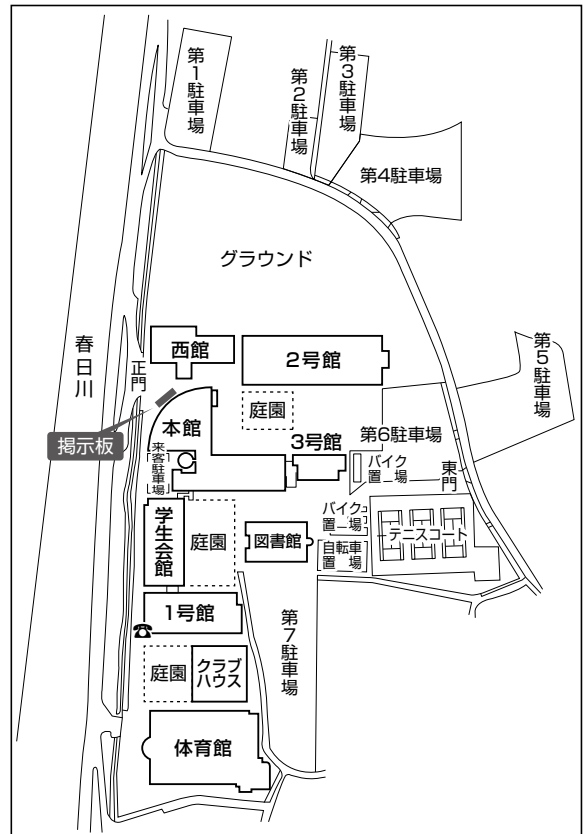 第1駐車場
第2駐車場
第3駐車場
第4駐車場
グラウンド
春日川
正門
西館
2号館
第5駐車場
掲示板
本館
庭園
3号館
第6駐車場
来客駐車場
バイク
置場
東門
学生会館
庭園
図書館
バイク
置場
自転車
置場
テニスコート
1号館
第7駐車場
庭園
クラブ
ハウス
体育館